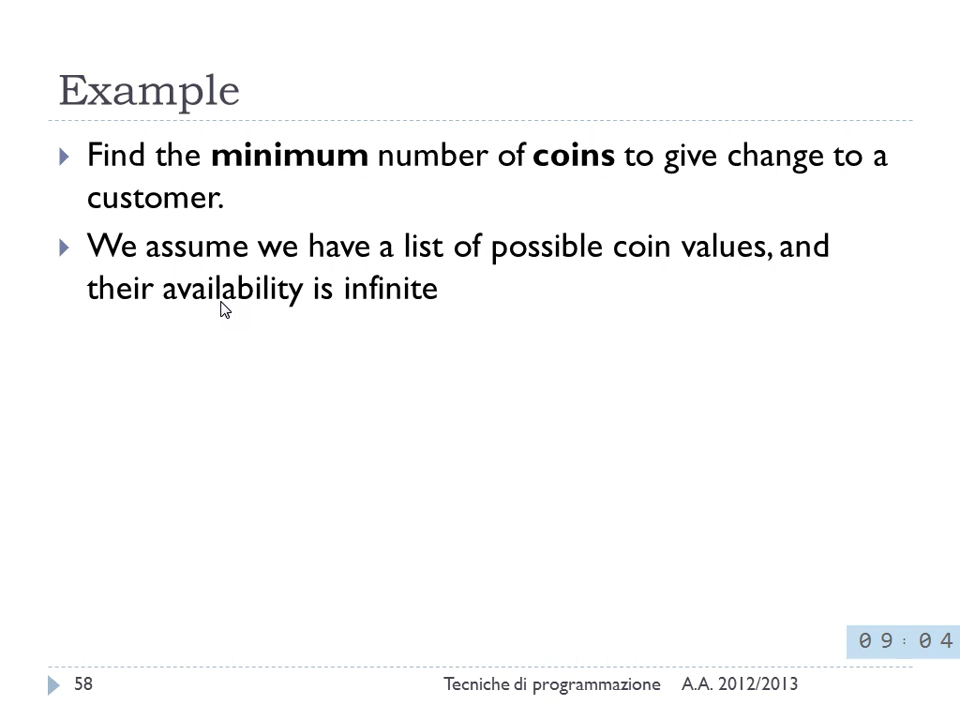 Example
Find the minimum number of coins to give change to a
customer.
We assume we have a list of possible coin values, and
their availability is infinite
09:04
58 Tecniche di programmazione A.A. 2012/2013